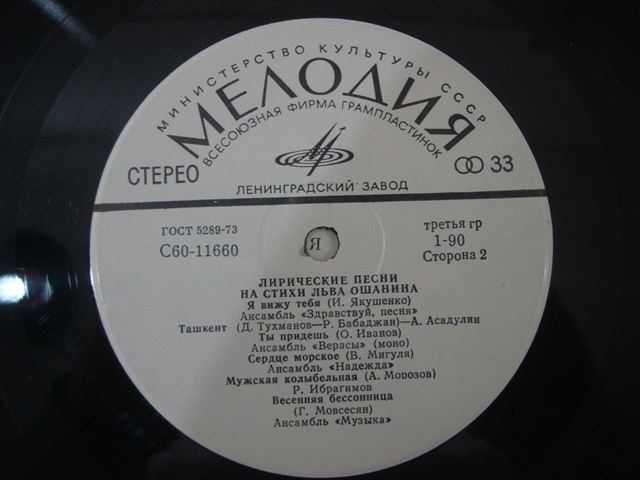 МИНИСТЕРСТВО КУЛЬТУРЫ СССР
МЕЛОДИЯ
ВСЕСОЮЗНАЯ ФИРМА ГРАМПЛАСТИНОК
СТЕРЕО
33
ЛЕНИНГРАДСКИЙ ЗАВОД
ГОСТ 5289-73
С60-11660
Я
третья гр
1-90
Сторона 2
ЛИРИЧЕСКИЕ ПЕСНИ
НА СТИХИ ЛЬВА ОШАНИНА
Я вижу тебя (И. Якушенко)
Ансамбль «Здравствуй, песня»
Ташкент (Д. Тухманов—Р. Бабаджан)—А. Асадулин
Ты придешь (О. Иванов)
Ансамбль «Верасы» (моно)
Сердце морское (В. Мигуля)
Ансамбль «Надежда»
Мужская колыбельная (А. Морозов)
Р. Ибрагимов
Весенняя бессонница
(Г. Мовсесян)
Ансамбль «Музыка»